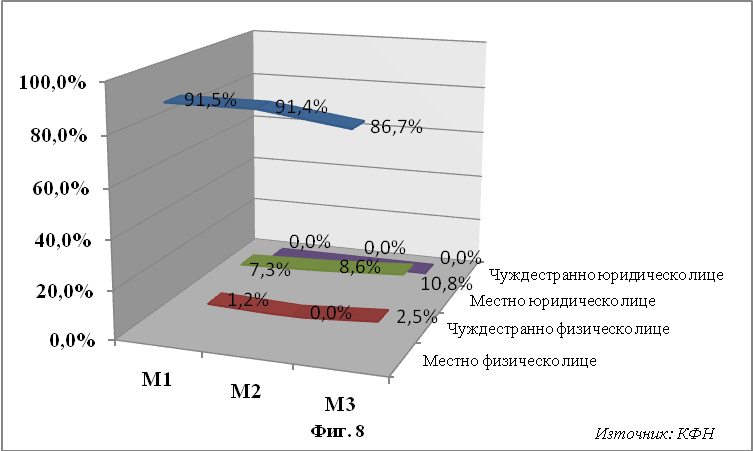 100,0%
80,0%
60,0%
40,0%
20,0%
0,0%
91,5%
91,4%
86,7%
0,0%
0,0%
0,0%
7,3%
8,6%
10,8%
1,2%
0,0%
2,5%
Чуждестранно юридическо лице
Местно юридическо лице
Чуждестранно физическо лице
Местно физическо лице
М1
М2
М3
Фиг. 8
Източник: КФН